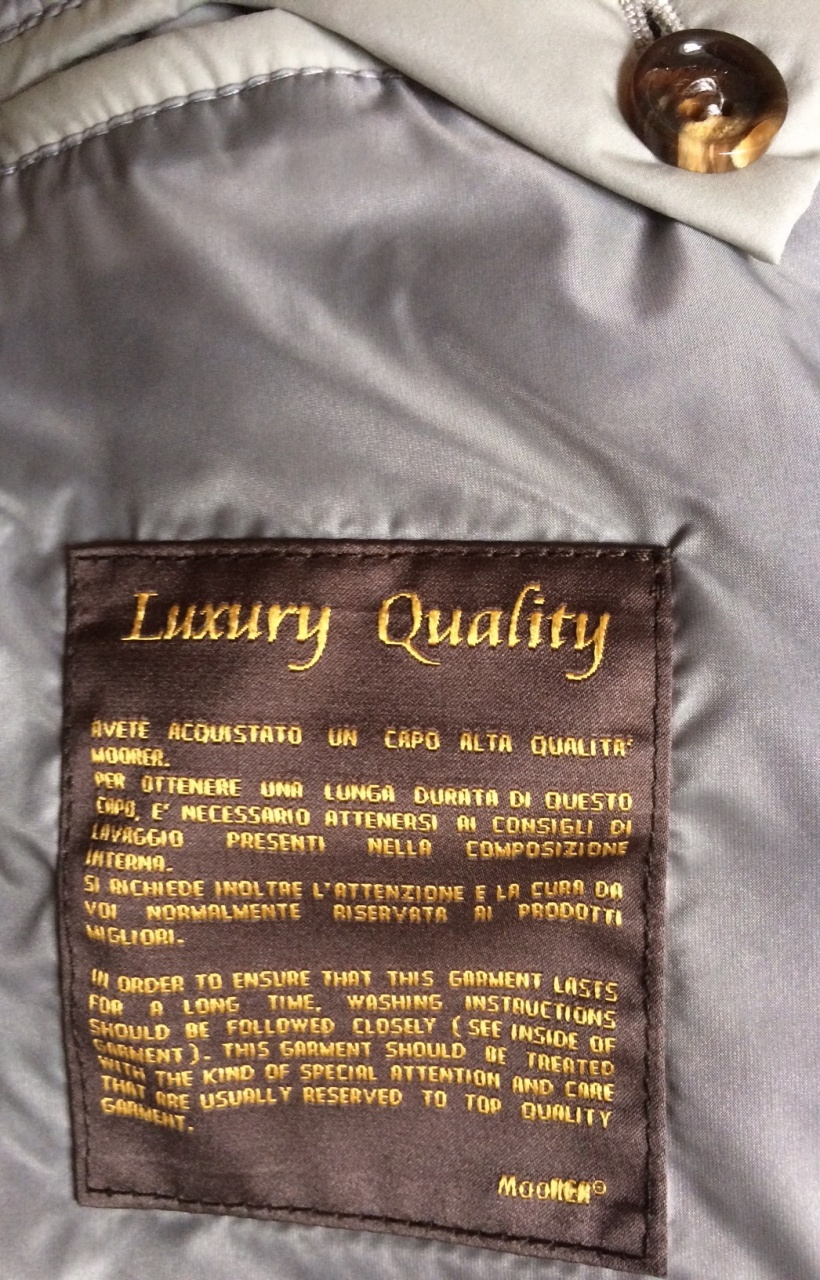 Luxury Quality
AVETE ACQUISTATO UN CAPO ALTA QUALITA'
MOORER.
PER OTTENERE UNA LUNGA DURATA DI QUESTO
CAPO, E' NECESSARIO ATTENERSI AI CONSIGLI DI
LAVAGGIO PRESENTI NELLA COMPOSIZIONE
INTERNA.
SI RICHIEDE INOLTRE L'ATTENZIONE E LA CURA DA
VOI NORMALMENTE RISERVATA AI PRODOTTI
MIGLIORI.
IN ORDER TO ENSURE THAT THIS GARMENT LASTS
FOR A LONG TIME, WASHING INSTRUCTIONS
SHOULD BE FOLLOWED CLOSELY (SEE INSIDE OF
GARMENT). THIS GARMENT SHOULD BE TREATED
WITH THE KIND OF SPECIAL ATTENTION AND CARE
THAT ARE USUALLY RESERVED TO TOP QUALITY
GARMENT.
MooRER®